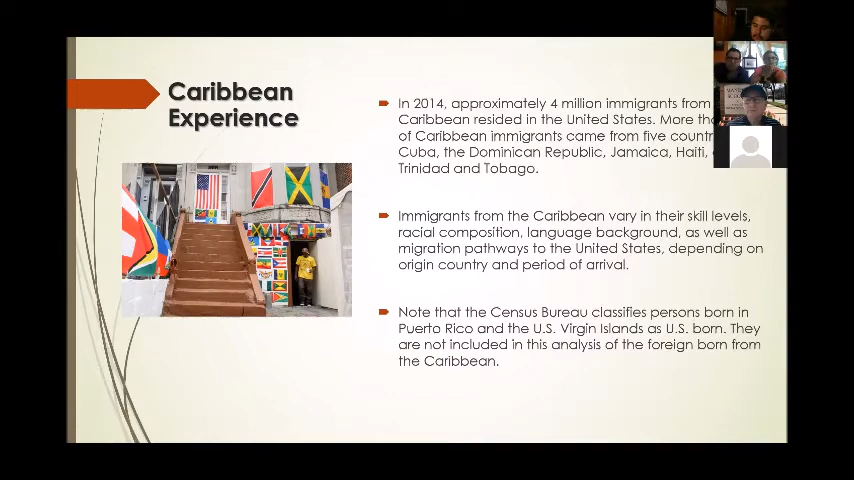 Caribbean
Experience
In 2014, approximately 4 million immigrants from
Caribbean resided in the United States. More
of Caribbean immigrants came from five
Cuba, the Dominican Republic, Jamaica, Haiti,
Trinidad and Tobago.
Immigrants from the Caribbean vary in their skill levels,
racial composition, language background, as well as
migration pathways to the United States, depending on
origin country and period of arrival.
Note that the Census Bureau classifies persons born in
Puerto Rico and the U.S. Virgin Islands as U.S. born. They
are not included in this analysis of the foreign born from
the Caribbean.